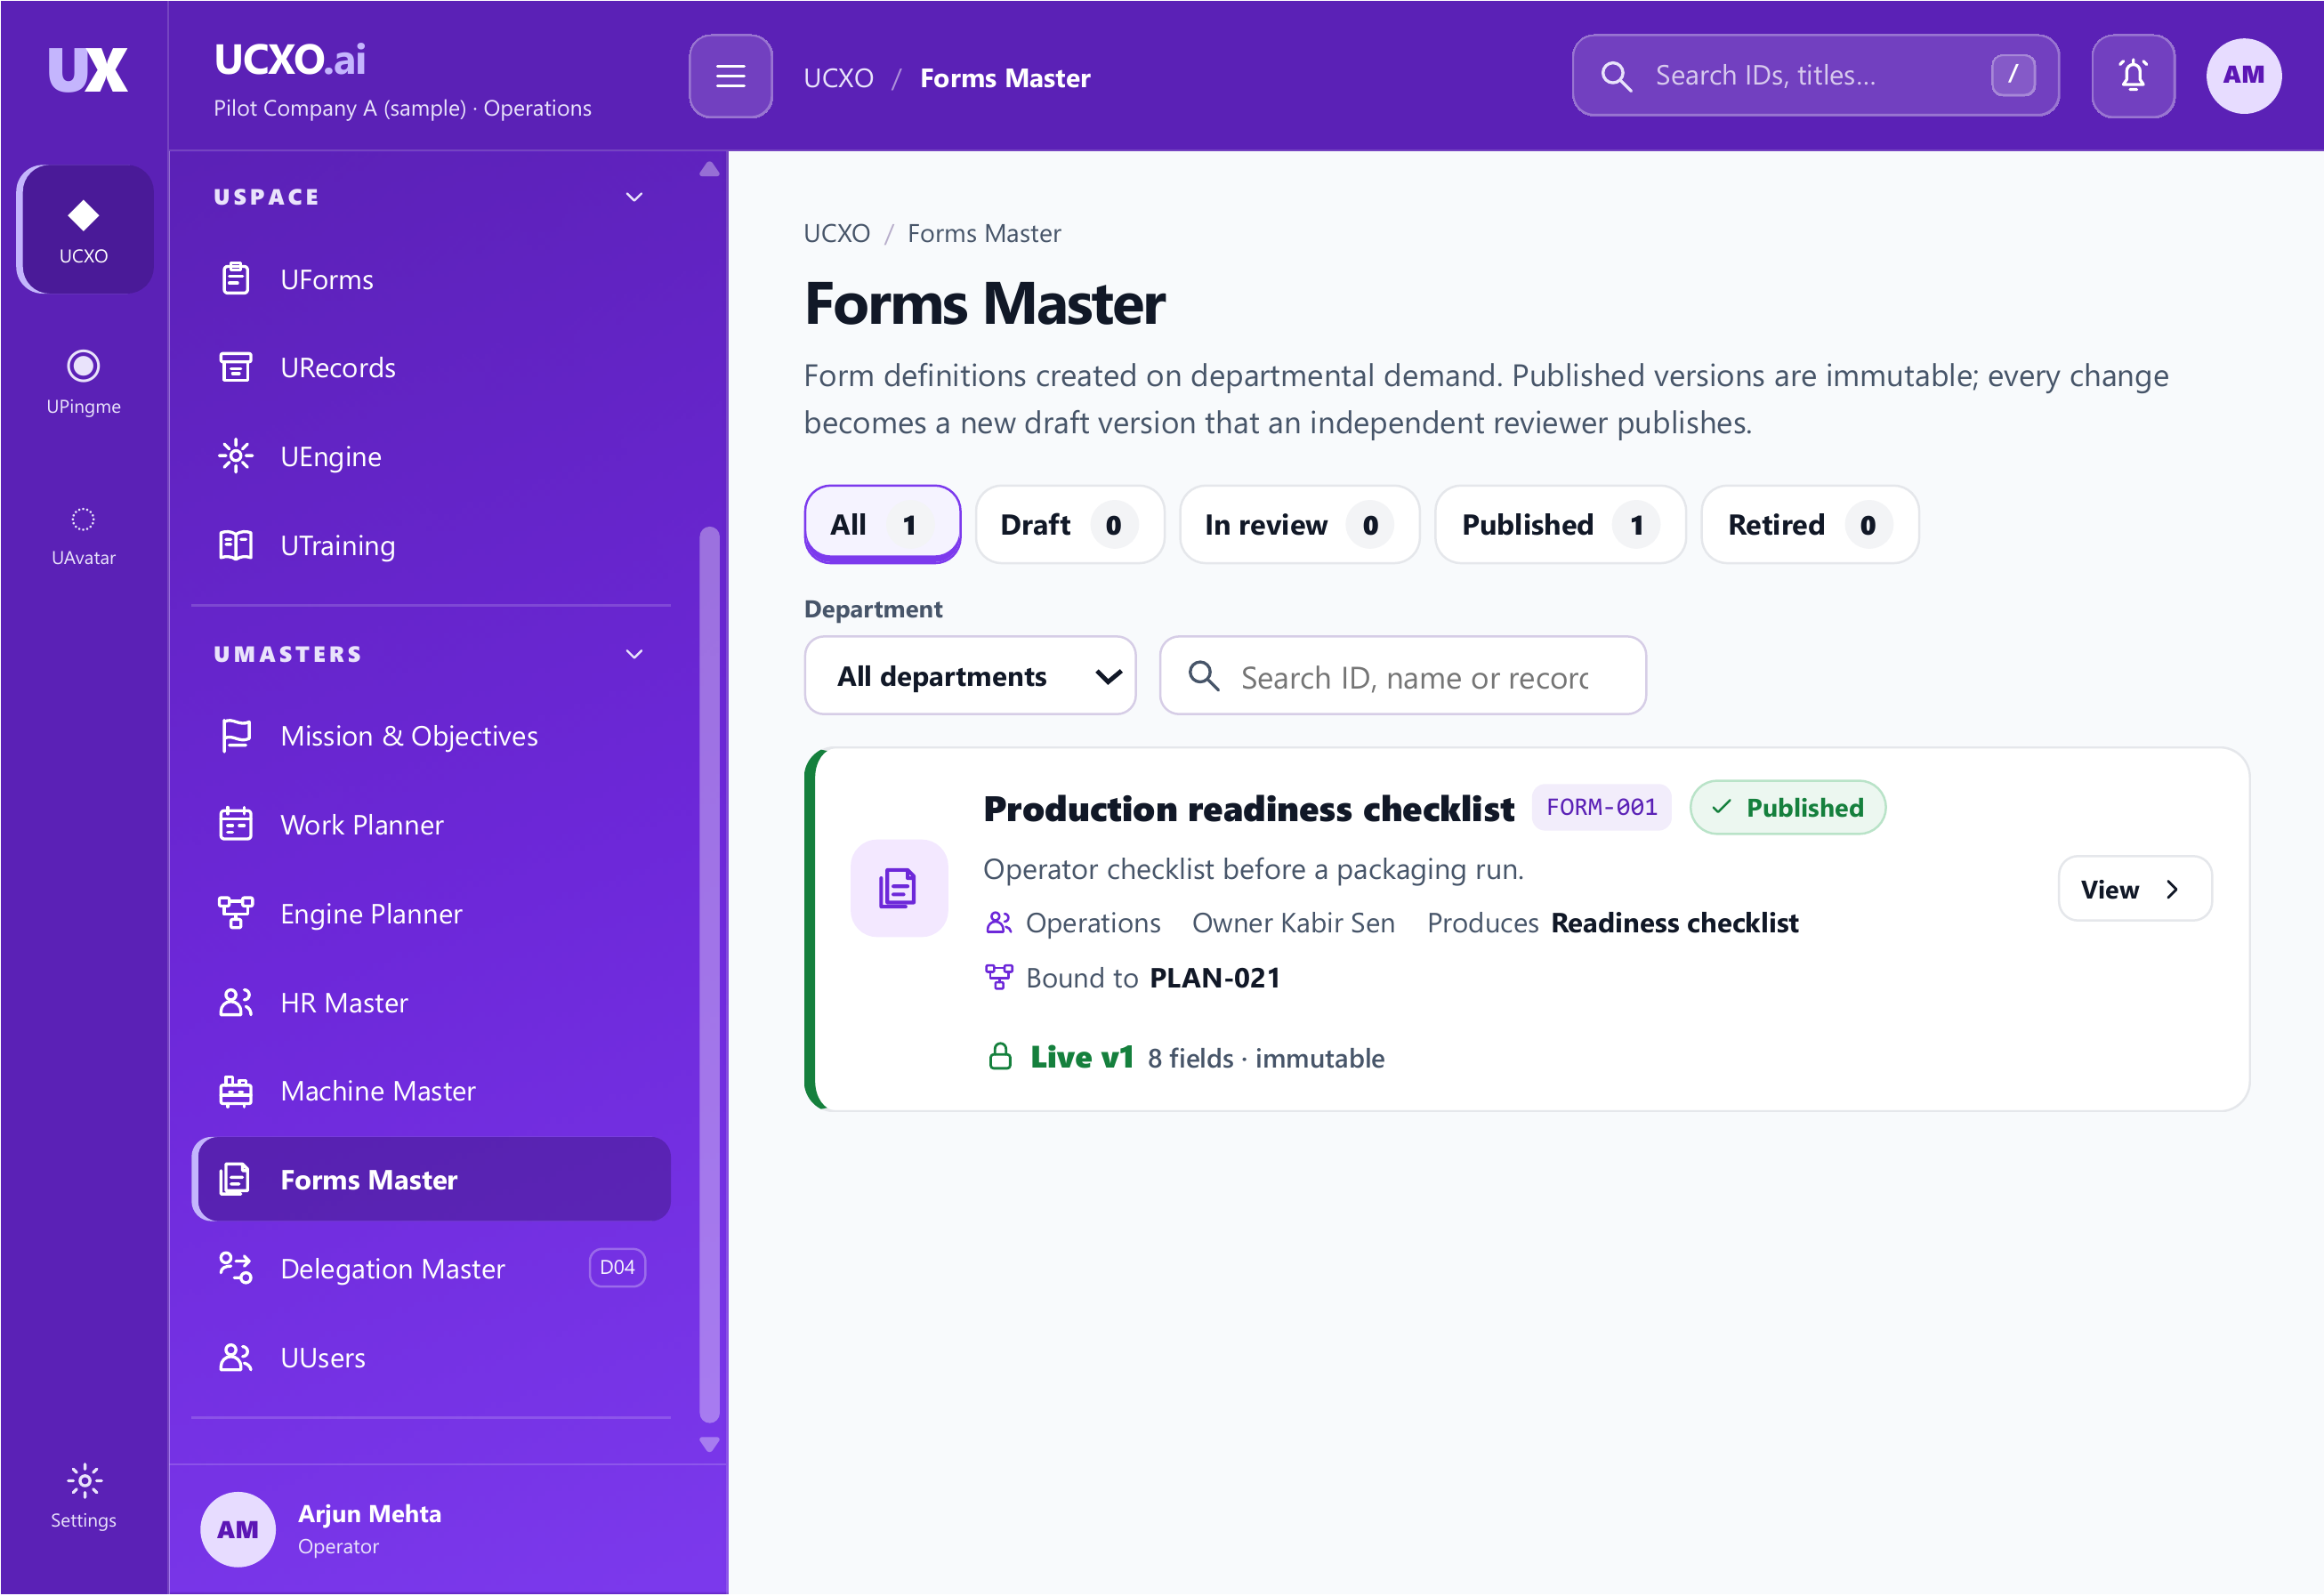 UX
UCXO.ai
Pilot Company A (sample) · Operations
UCXO / Forms Master
Search IDs, titles... /
AM
UCXO
UPingme
UAvatar
Settings
USPACE
UForms
URecords
UEngine
UTraining
UMASTERS
Mission & Objectives
Work Planner
Engine Planner
HR Master
Machine Master
Forms Master
Delegation Master D04
UUsers
AM
Arjun Mehta
Operator
UCXO / Forms Master
Forms Master
Form definitions created on departmental demand. Published versions are immutable; every change
becomes a new draft version that an independent reviewer publishes.
All 1 Draft 0 In review 0 Published 1 Retired 0
Department
All departments Search ID, name or recorc
Production readiness checklist FORM-001 Published
Operator checklist before a packaging run.
Operations Owner Kabir Sen Produces Readiness checklist
Bound to PLAN-021
Live v1 8 fields · immutable
View